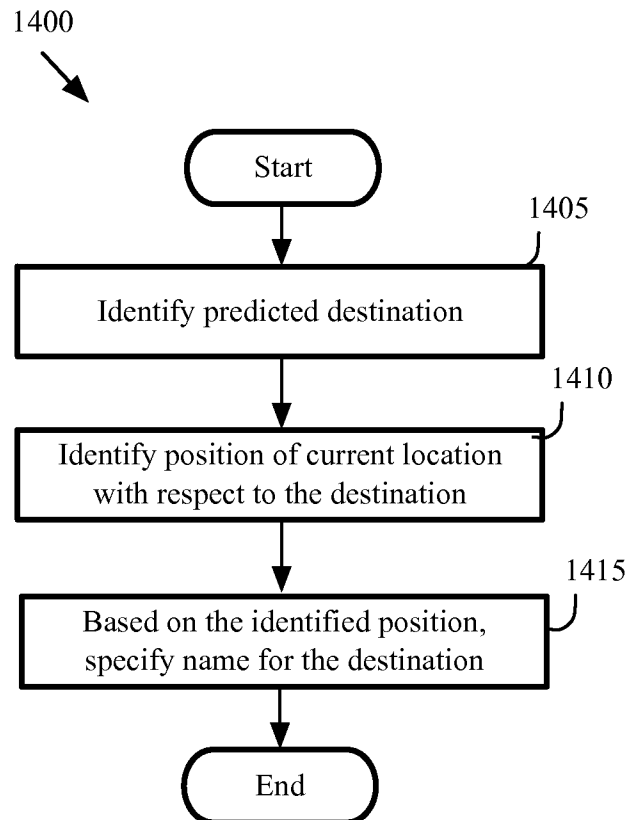 1400
Start
1405
Identify predicted destination
1410
Identify position of current location
with respect to the destination
1415
Based on the identified position,
specify name for the destination
End